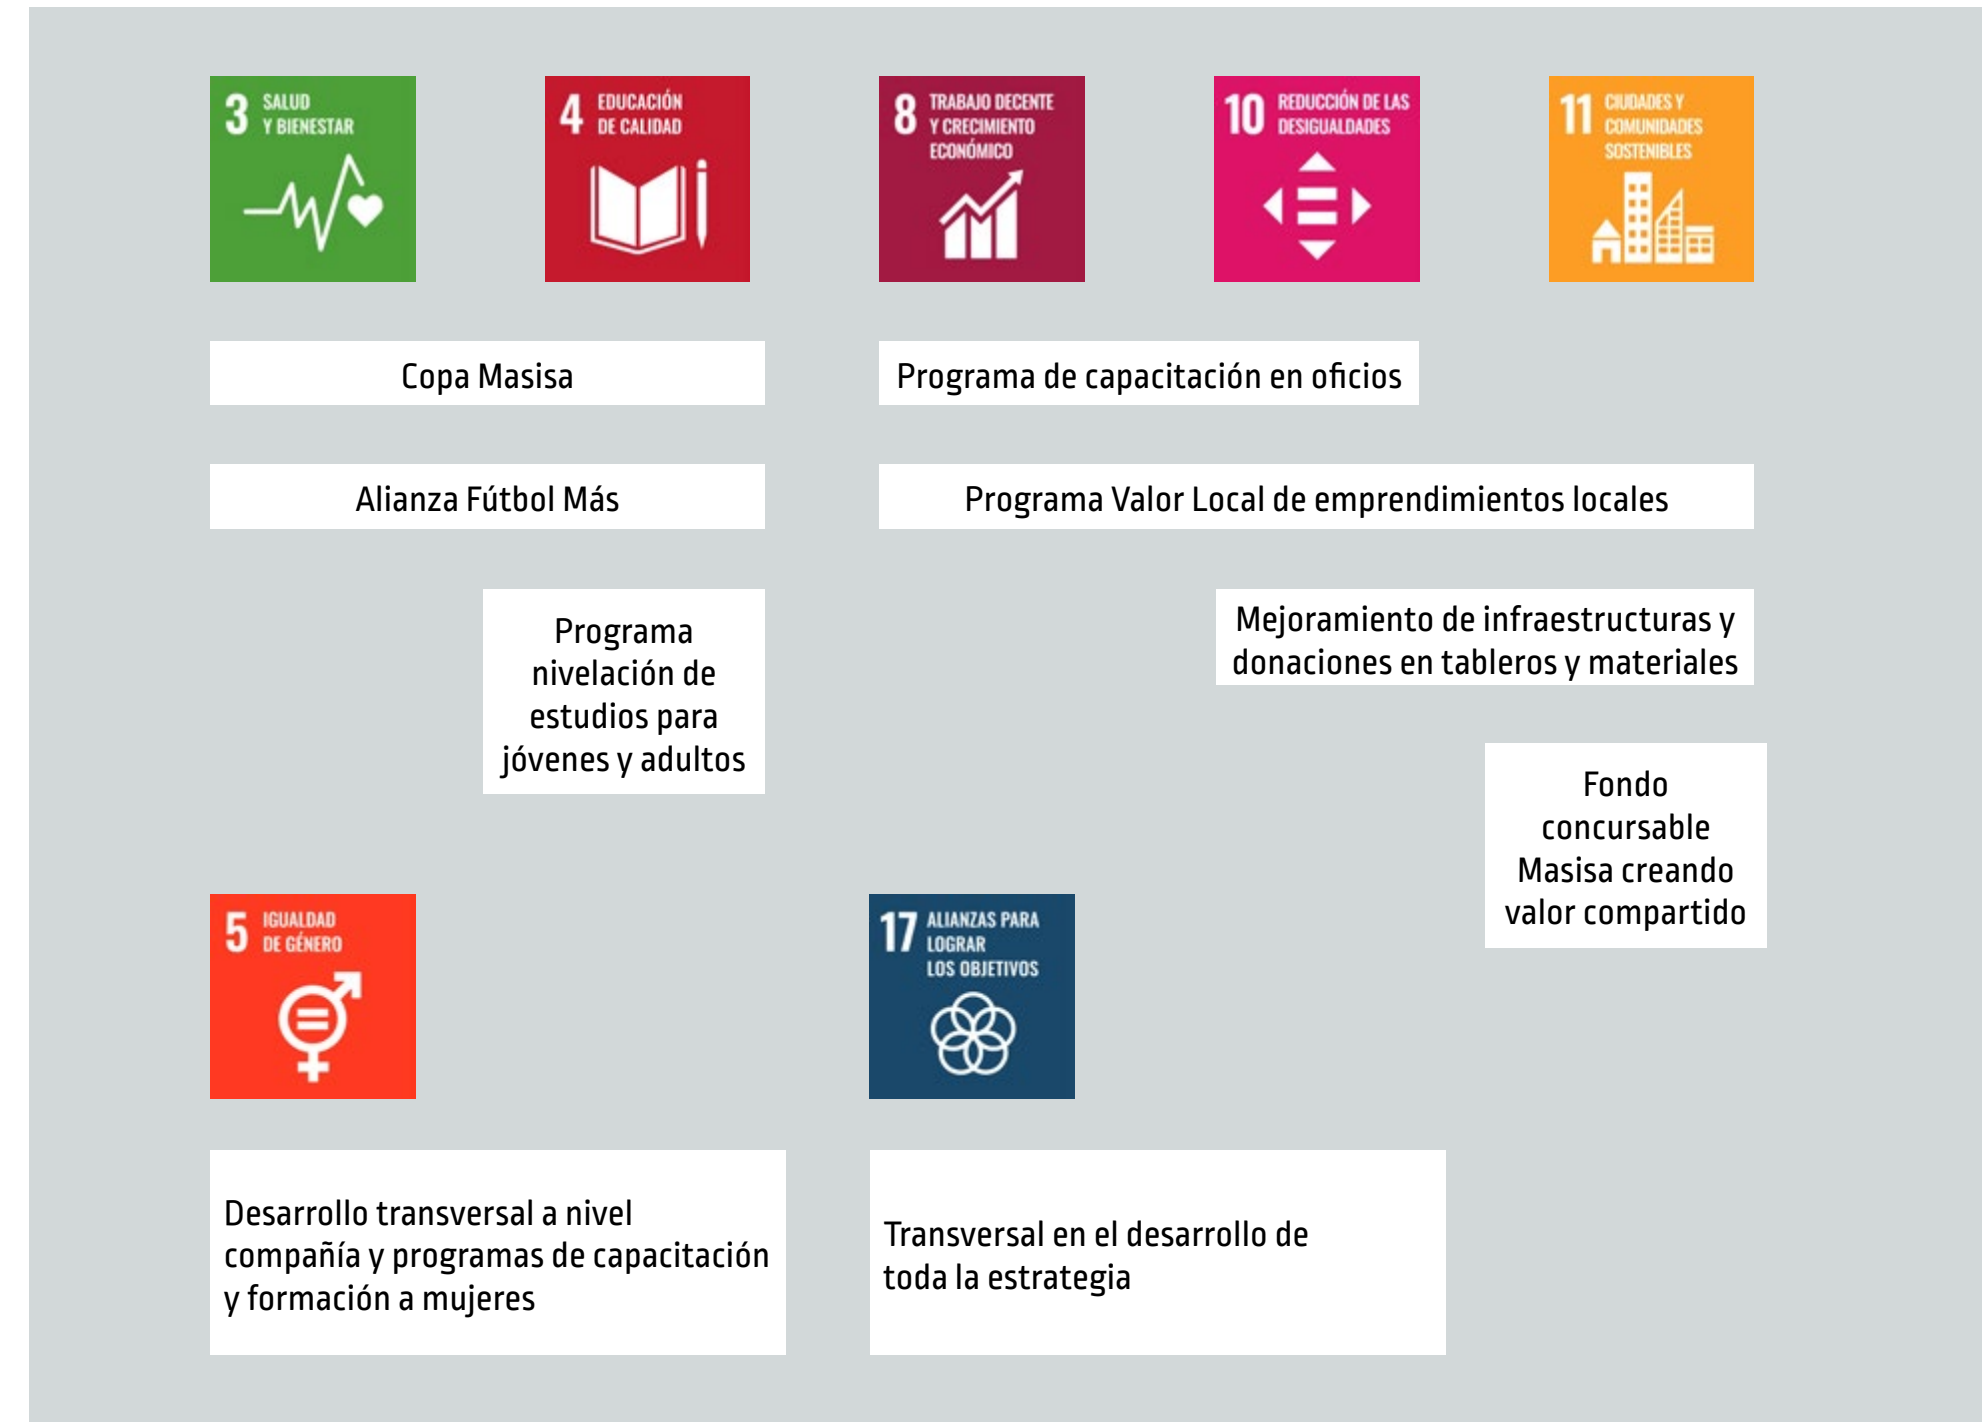 3 SALUD
Y BIENESTAR
4 EDUCACIÓN
DE CALIDAD
8 TRABAJO DECENTE
Y CRECIMIENTO
ECONÓMICO
10 REDUCCIÓN DE LAS
DESIGUALDADES
11 CIUDADES Y
COMUNIDADES
SOSTENIBLES
Copa Masisa
Programa de capacitación en oficios
Alianza Fútbol Más
Programa Valor Local de emprendimientos locales
Programa
nivelación de
estudios para
jóvenes y adultos
Mejoramiento de infraestructuras y
donaciones en tableros y materiales
Fondo
concursable
Masisa creando
valor compartido
5 IGUALDAD
DE GÉNERO
17 ALIANZAS PARA
LOGRAR
LOS OBJETIVOS
Desarrollo transversal a nivel
compañía y programas de capacitación
y formación a mujeres
Transversal en el desarrollo de
toda la estrategia